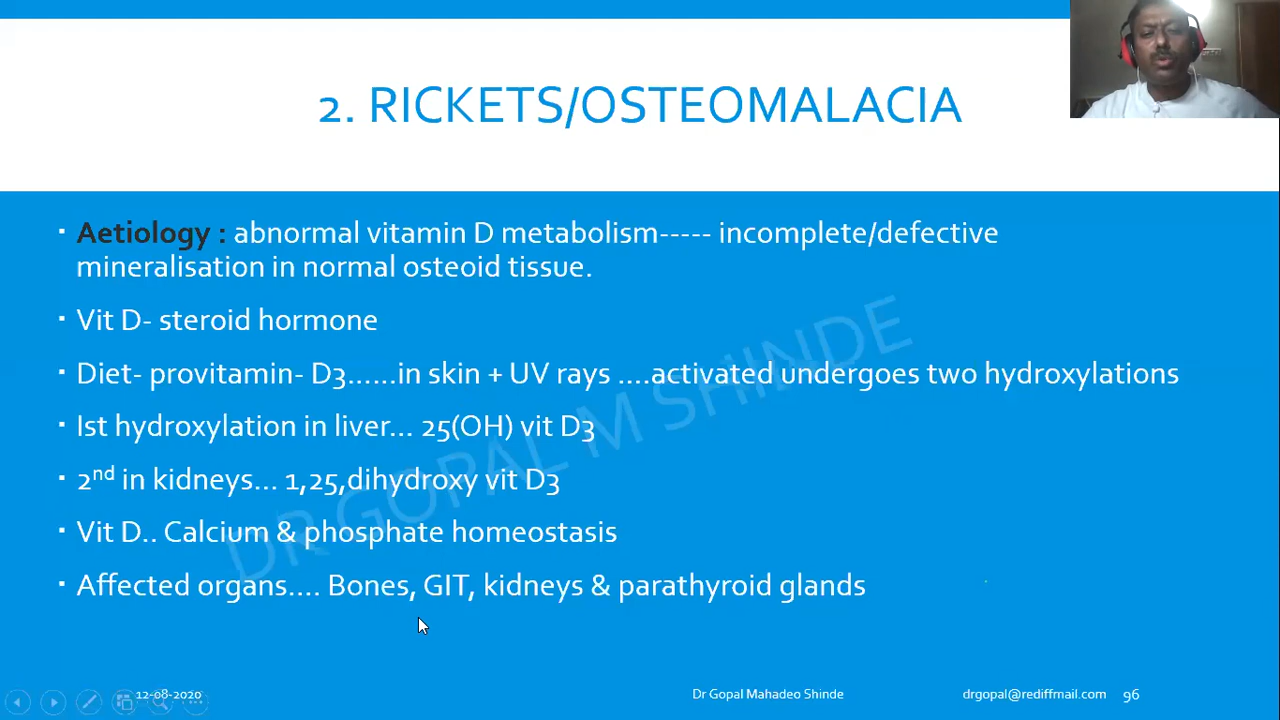 2. RICKETS/OSTEOMALACIA
▪ Aetiology : abnormal vitamin D metabolism----- incomplete/defective
mineralisation in normal osteoid tissue.
▪ Vit D- steroid hormone
▪ Diet- provitamin- D3......in skin + UV rays ....activated undergoes two hydroxylations
▪ Ist hydroxylation in liver... 25(OH) vit D3
▪ 2nd in kidneys... 1,25,dihydroxy vit D3
▪ Vit D.. Calcium & phosphate homeostasis
▪ Affected organs.... Bones, GIT, kidneys & parathyroid glands
DR GOPAL M SHINDE
12-08-2020
Dr Gopal Mahadeo Shinde
drgopal@rediffmail.com
96